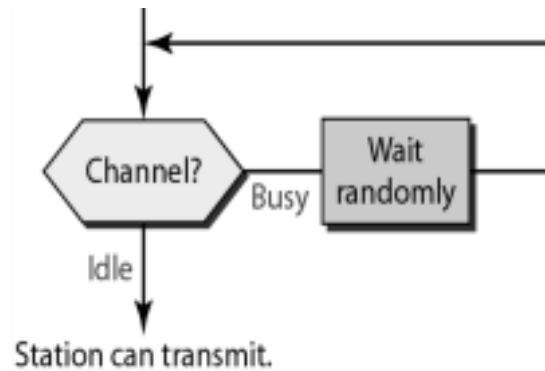 Channel?
Wait
randomly
Busy
Idle
Station can transmit.